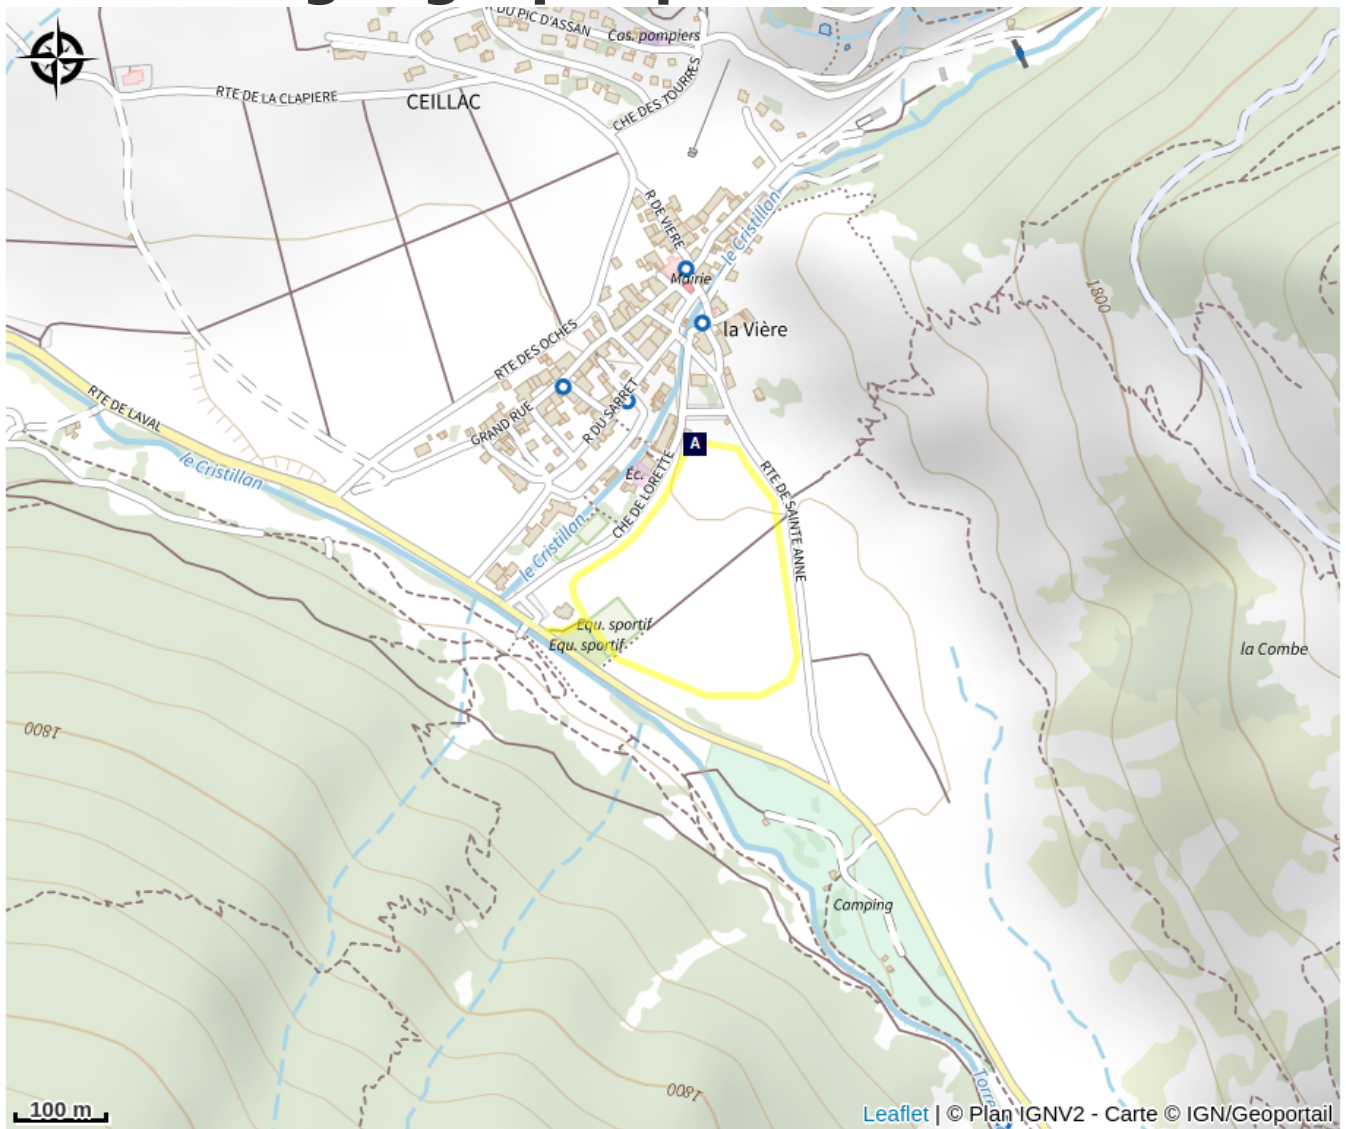 R DU PIC D'ASSAN
Cas. pompiers
RTE DE LA CLAPIERE
CEILLAC
CHE DES TOURRES
R DE VIERE
le Cristillan
Mairie
la Vière
1800
RTE DES OCHES
RTE DE LAVAL
GRAND RUE
R DU SARRET
A
le Cristillan
Ec.
CHE DE LORETTE
RTE DE SAINTE ANNE
le Cristillan
Equ. sportif
Equ. sportif
la Combe
1800
Camping
1800
Torre
100 m
Leaflet | © Plan IGNV2 - Carte © IGN/Geoportail